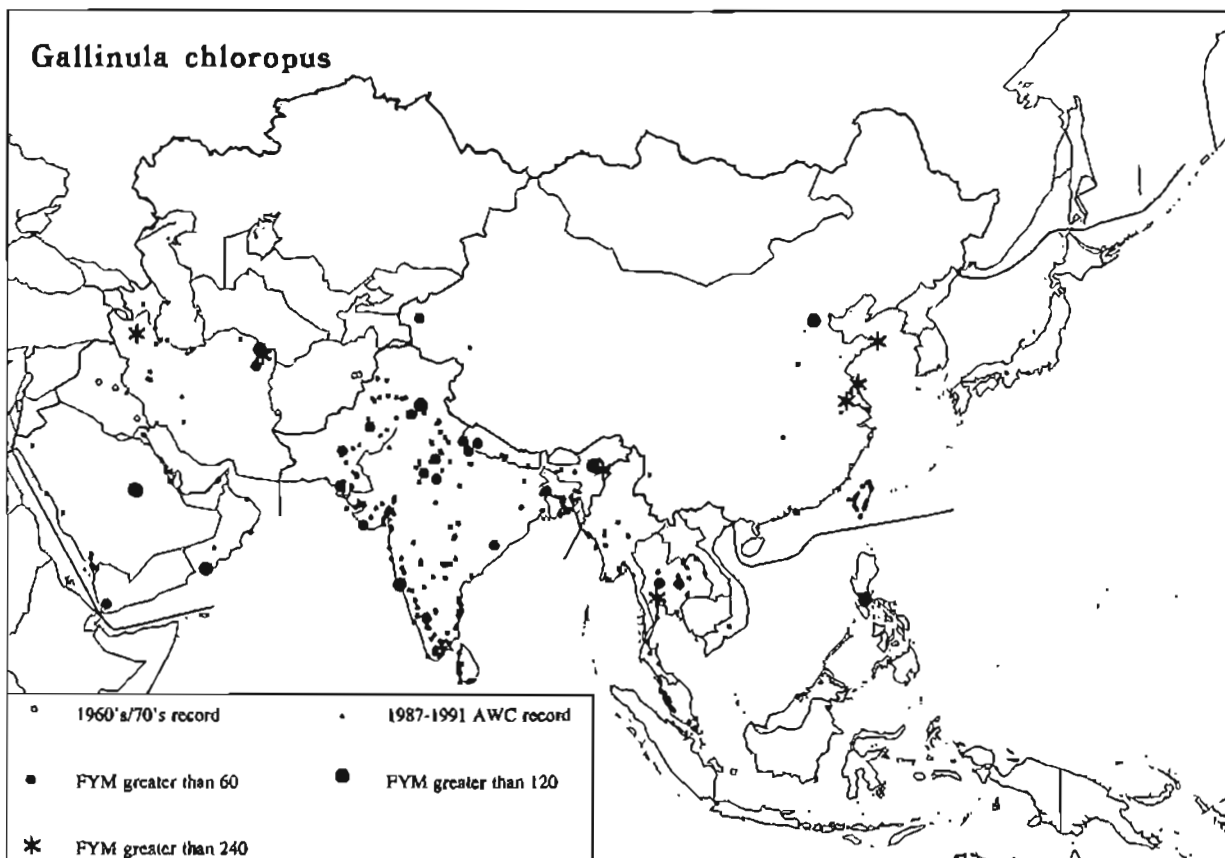 Gallinula chloropus
1960's/70's record
1987-1991 AWC record
FYM greater than 60
FYM greater than 120
FYM greater than 240